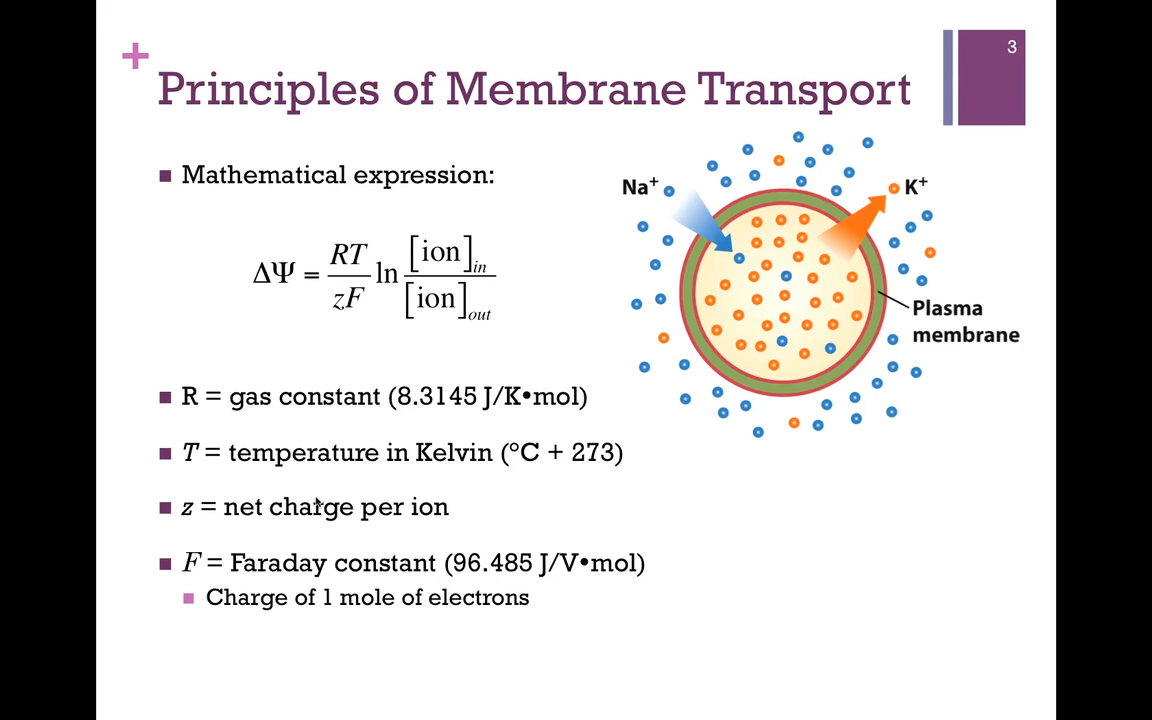 3
+
Principles of Membrane Transport
Mathematical expression:
ΔΨ = RT/zF ln [ion]in/[ion]out
R = gas constant (8.3145 J/K•mol)
T = temperature in Kelvin (°C + 273)
z = net charge per ion
F = Faraday constant (96.485 J/V•mol)
Charge of 1 mole of electrons
Na+
K+
Plasma
membrane